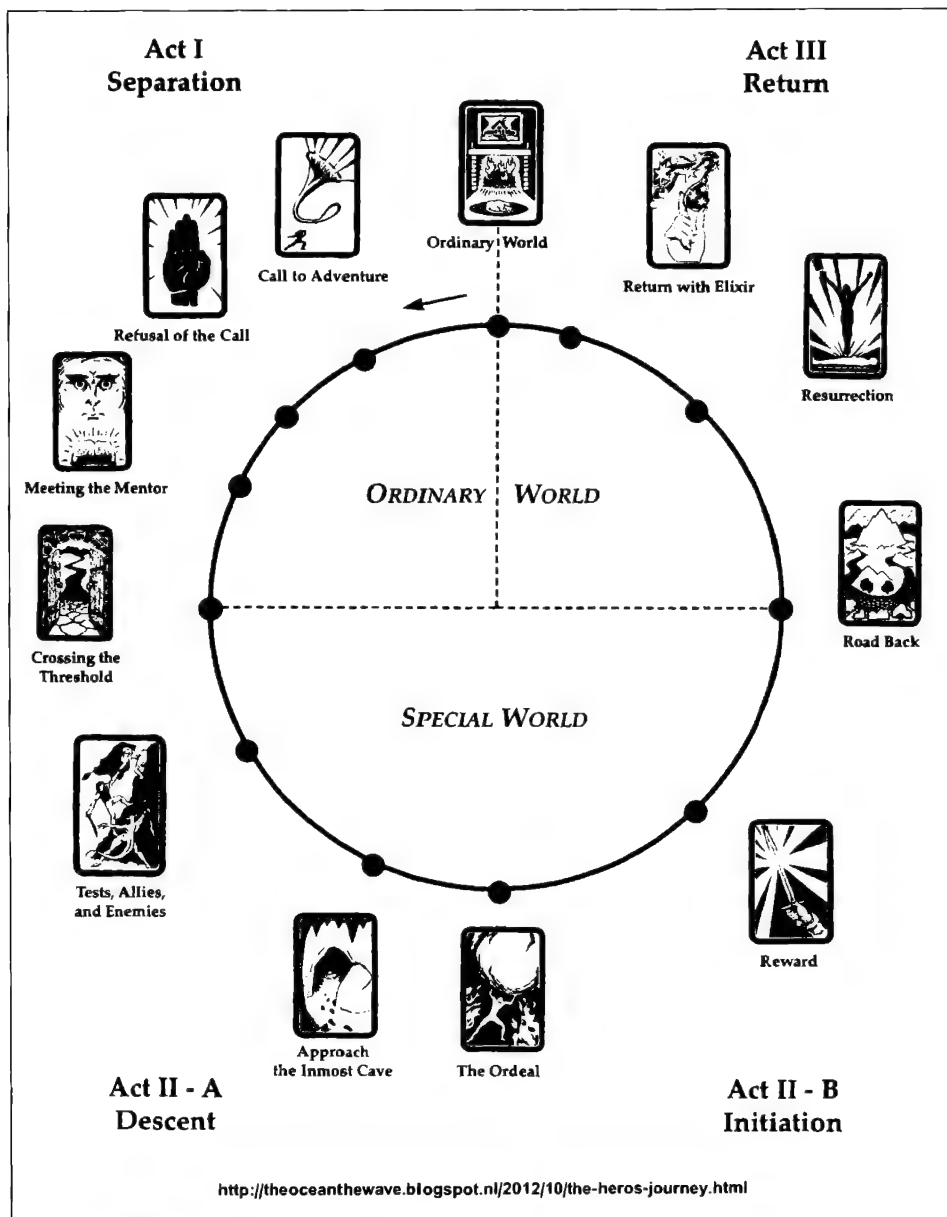 Act I
Separation
Act III
Return
Ordinary World
Call to Adventure
Refusal of the Call
Meeting the Mentor
Crossing the
Threshold
Tests, Allies,
and Enemies
Approach
the Inmost Cave
The Ordeal
Reward
Road Back
Resurrection
Return with Elixir
ORDINARY WORLD
SPECIAL WORLD
Act II - A
Descent
Act II - B
Initiation
http://theoceanthewave.blogspot.nl/2012/10/the-heros-journey.html